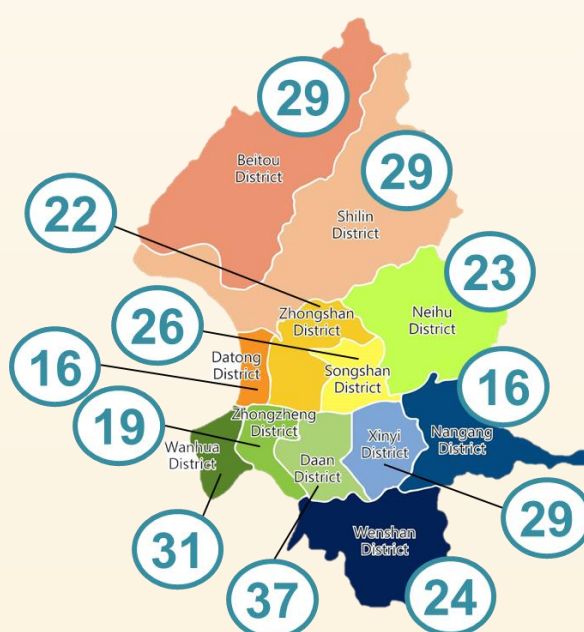 29
Beitou
District
29
Shilin
District
22
23
Zhongshan
District
Neihu
District
26
Datong
District
Songshan
District
16
16
Zhongzheng
District
19
Wanhua
District
Daan
District
Xinyi
District
Nangang
District
29
Wenshan
District
31
37
24